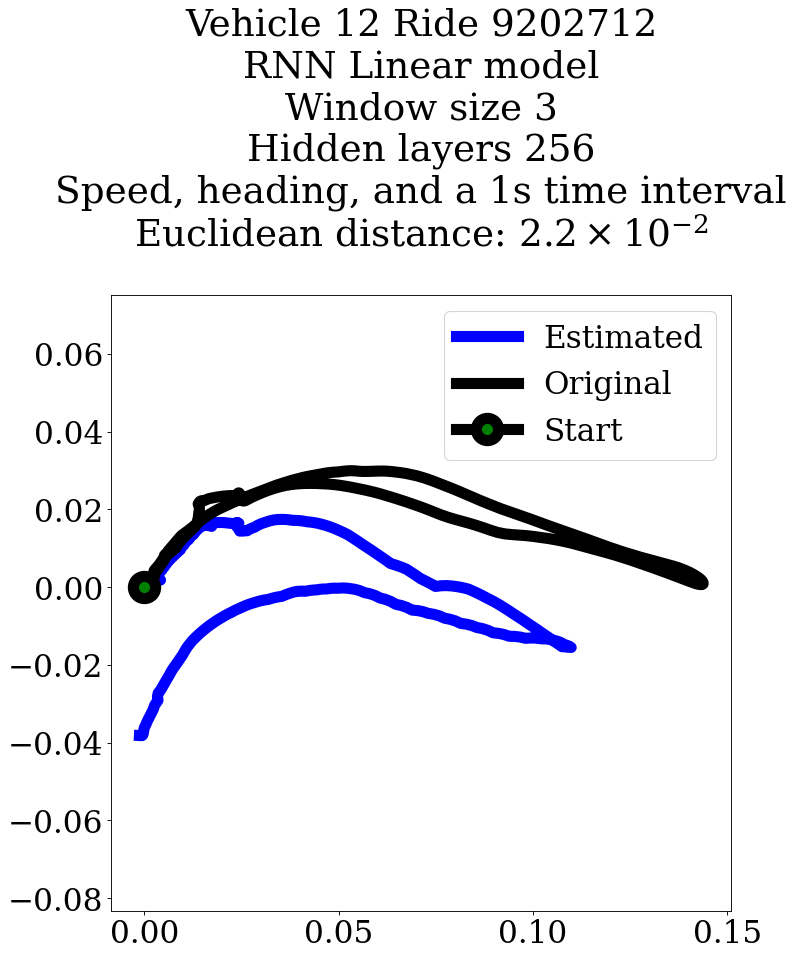 Vehicle 12 Ride 9202712
RNN Linear model
Window size 3
Hidden layers 256
Speed, heading, and a 1s time interval
Euclidean distance: 2.2 × 10⁻²
Estimated
Original
Start
0.06
0.04
0.02
0.00
−0.02
−0.04
−0.06
−0.08
0.00 0.05 0.10 0.15